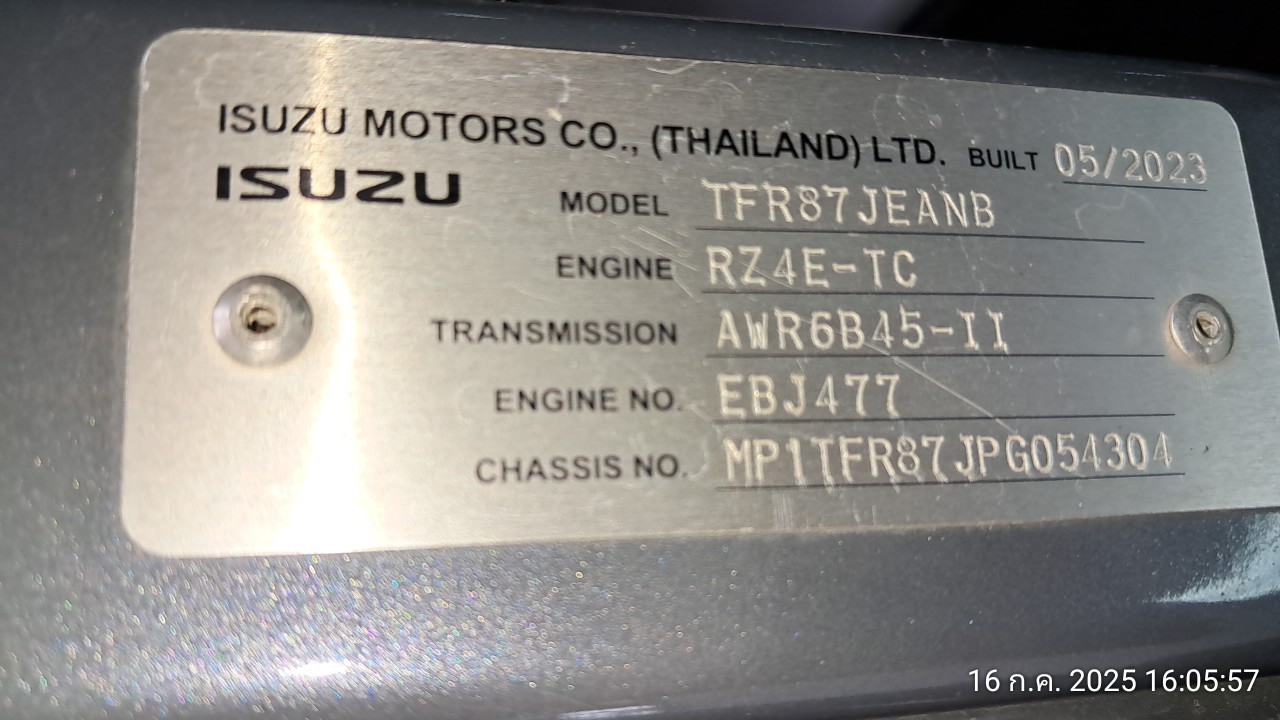 ISUZU MOTORS CO., (THAILAND) LTD. BUILT 05/2023
ISUZU
MODEL TFR87JEANB
ENGINE RZ4E-TC
TRANSMISSION AWR6B45-II
ENGINE NO. EBJ477
CHASSIS NO. MP1TFR87JPG054304
16 ก.ค. 2025 16:05:57